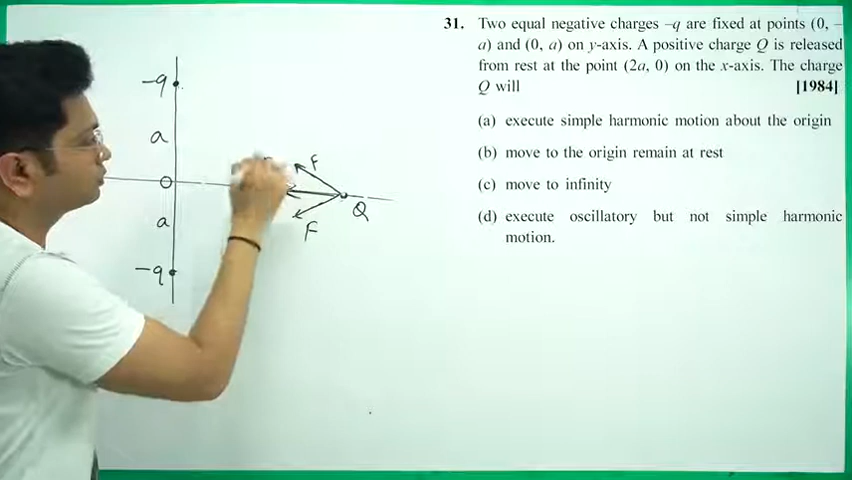 31. Two equal negative charges –q are fixed at points (0, –
a) and (0, a) on y-axis. A positive charge Q is released
from rest at the point (2a, 0) on the x-axis. The charge
Q will [1984]
(a) execute simple harmonic motion about the origin
(b) move to the origin remain at rest
(c) move to infinity
(d) execute oscillatory but not simple harmonic
motion.
-q
a
O
a
-q
F
Q
F